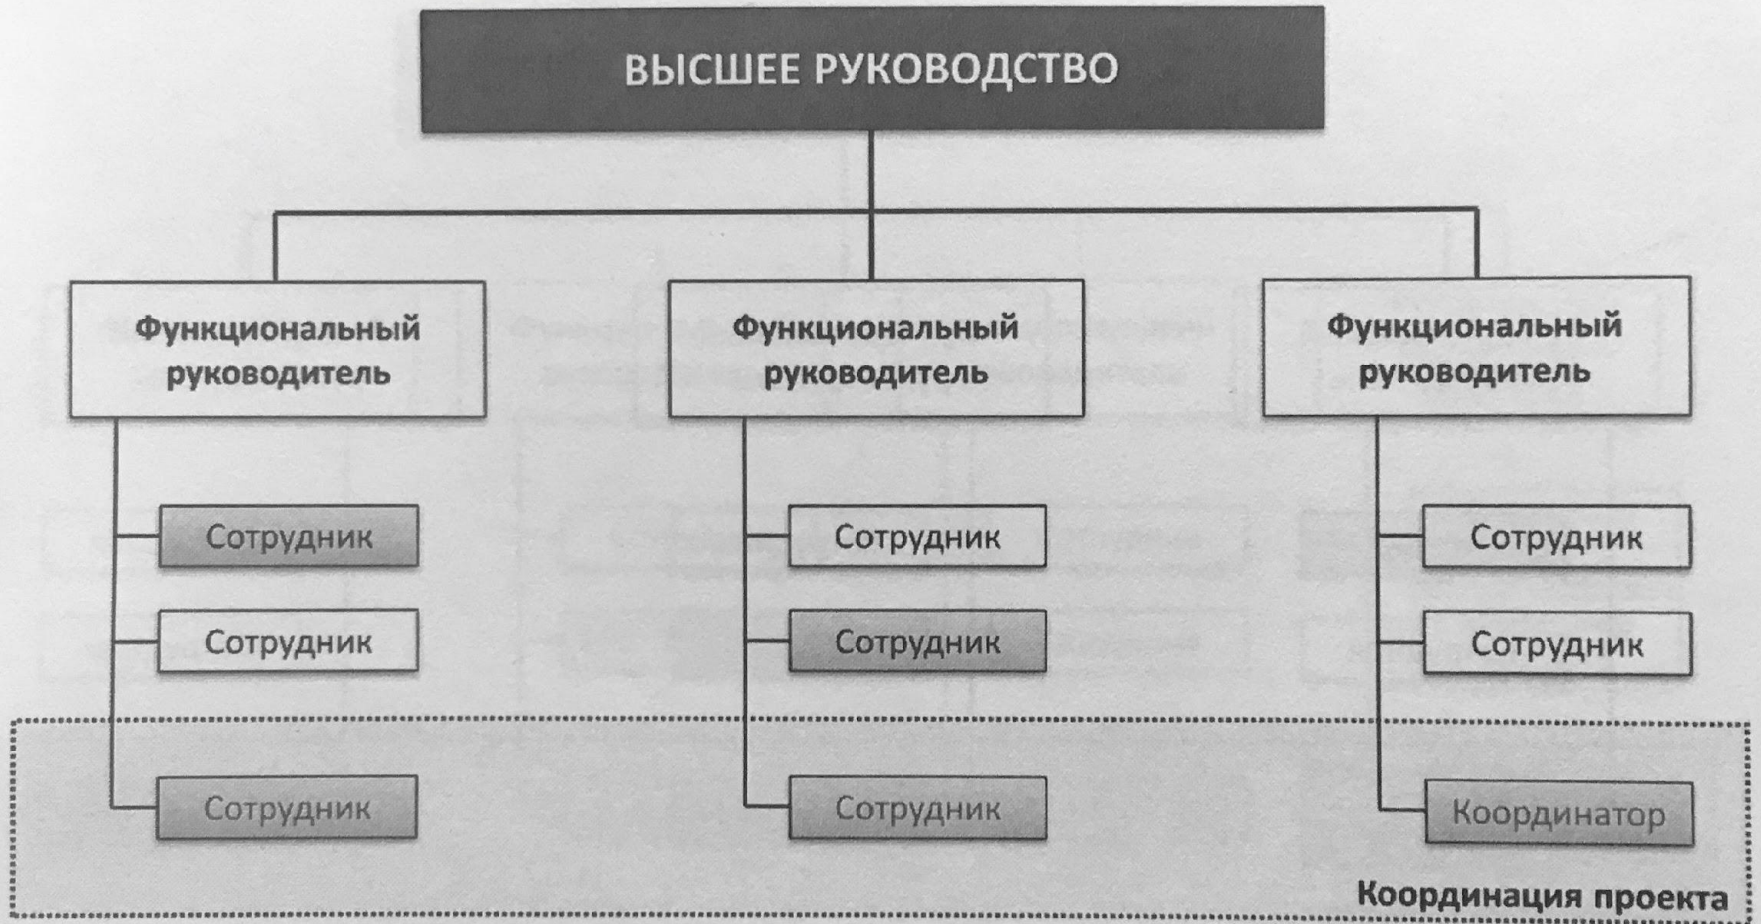 ВЫСШЕЕ РУКОВОДСТВО
Функциональный
руководитель
Функциональный
руководитель
Функциональный
руководитель
Сотрудник
Сотрудник
Сотрудник
Сотрудник
Сотрудник
Сотрудник
Сотрудник
Сотрудник
Координатор
Координация проекта